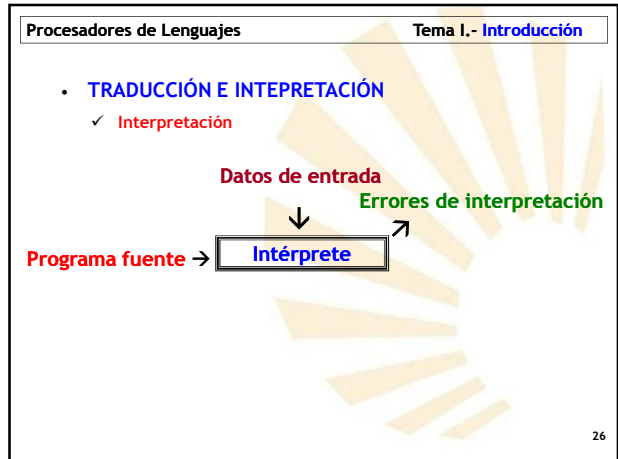 Procesadores de Lenguajes Tema I.- Introducción
• TRADUCCIÓN E INTEPRETACIÓN
✓ Interpretación
Datos de entrada
Errores de interpretación
↓
↗
Programa fuente → Intérprete
26